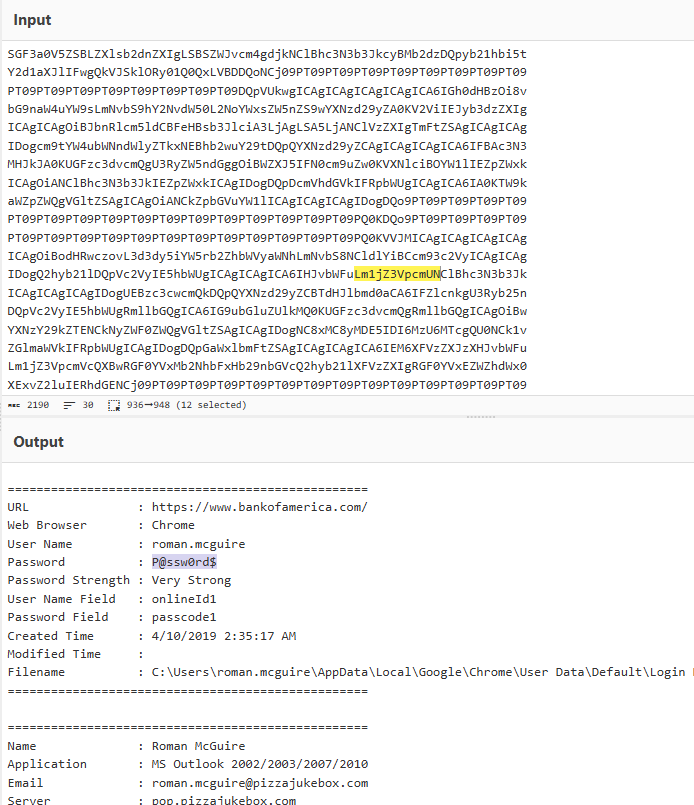 Input
SGF3a0V5ZSBLZXlsb2dnZXIgLSBSZWJvcm4gdjkNClBhc3N3b3JkcyBMb2dzDQpyb21hbi5t
Y2d1aXJlIFwgQkVJSklORy01Q0QxLVBDDQoNCj09PT09PT09PT09PT09PT09PT09PT09PT09
PT09PT09PT09PT09PT09PT09PT09DQpVUkwgICAgICAgICAgICAgICA6IGh0dHBzOi8v
bG9naW4uYW9sLmNvbS9hY2NvdW50L2NoYWxsZW5nZS9wYXNzd29yZA0KV2ViIEJyb3dzZXIg
ICAgICAgOiBJbnRlcm5ldCBFeHBsb3JlciA3LjAgLSA5LjANClVzZXIgTmFtZSAgICAgICAg
IDogcm9tYW4ubWNndWlyZTkxNEBhb2wuY29tDQpQYXNzd29yZCAgICAgICAgICA6IFBAc3N3
MHJkJA0KUGFzc3dvcmQgU3RyZW5ndGggOiBWZXJ5IFN0cm9uZw0KVXNlciBOYW1lIEZpZWxk
ICAgOiANClBhc3N3b3JkIEZpZWxkICAgIDogDQpDcmVhdGVkIFRpbWUgICAgICA6IA0KTW9k
aWZpZWQgVGltZSAgICAgOiANCkZpbGVuYW1lICAgICAgICAgIDogDQo9PT09PT09PT09PT09
PT09PT09PT09PT09PT09PT09PT09PT09PT09PT09PQ0KDQo9PT09PT09PT09PT09
PT09PT09PT09PT09PT09PT09PT09PT09PT09PT09PT09PQ0KVVJMICAgICAgICAg
ICAgICAgOiBodHRwczovL3d3dy5iYW5rb2ZhbWVyaWNhLmNvbS8NCldlYiBCcm93c2VyICAgICAg
IDogQ2hyb21lDQpVc2VyIE5hbWUgICAgICAgICA6IHJvbWFuLm1jZ3VpcmUNClBhc3N3b3Jk
ICAgICAgICAgIDogUEBzc3cwcmQkDQpQYXNzd29yZCBTdHJlbmd0aCA6IFZlcnkgU3Ryb25n
DQpVc2VyIE5hbWUgRmllbGQgICA6IG9ubGluZUlkMQ0KUGFzc3dvcmQgRmllbGQgICAgOiBw
YXNzY29kZTENCkNyZWF0ZWQgVGltZSAgICAgIDogNC8xMC8yMDE5IDI6MzU6MTcgQU0NCk1v
ZGlmaWVkIFRpbWUgICAgIDogDQpGaWxlbmFtZSAgICAgICAgICA6IEM6XFVzZXJzXHJvbWFu
Lm1jZ3VpcmVcQXBwRGF0YVxMb2NhbFxHb29nbGVcQ2hyb21lXFVzZXIgRGF0YVxEZWZhdWx0
XExvZ2luIERhdGENCj09PT09PT09PT09PT09PT09PT09PT09PT09PT09PT09PT09PT09PT09
2190 30 936→948 (12 selected)
Output
==================================================
URL : https://www.bankofamerica.com/
Web Browser : Chrome
User Name : roman.mcguire
Password : P@ssw0rd$
Password Strength : Very Strong
User Name Field : onlineId1
Password Field : passcode1
Created Time : 4/10/2019 2:35:17 AM
Modified Time :
Filename : C:\Users\roman.mcguire\AppData\Local\Google\Chrome\User Data\Default\Login
==================================================
==================================================
Name : Roman McGuire
Application : MS Outlook 2002/2003/2007/2010
Email : roman.mcguire@pizzajukebox.com
Server : pop.pizzajukebox.com